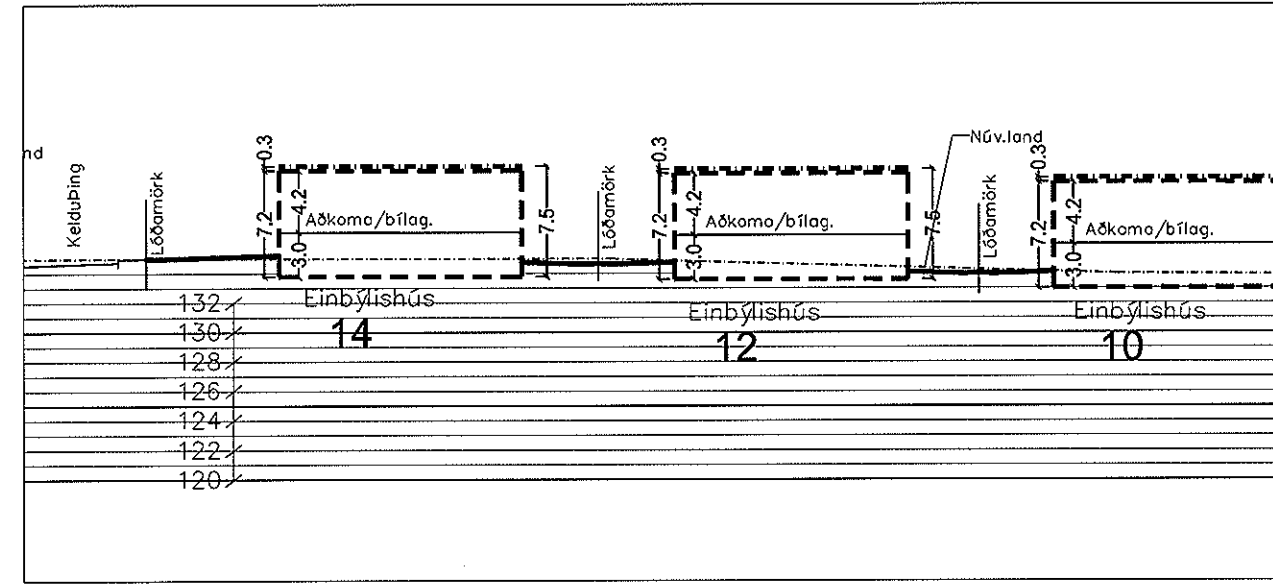 nd
Kelduþing
Lóðamörk
0.3
7.2
4.2
3.0
Aðkoma/bílag.
7.5
Lóðamörk
0.3
7.2
4.2
3.0
Aðkoma/bílag.
7.5
Núv.land
Lóðamörk
0.3
7.2
4.2
3.0
Aðkoma/bílag.
Einbýlishús
14
Einbýlishús
12
Einbýlishús
10
132
130
128
126
124
122
120